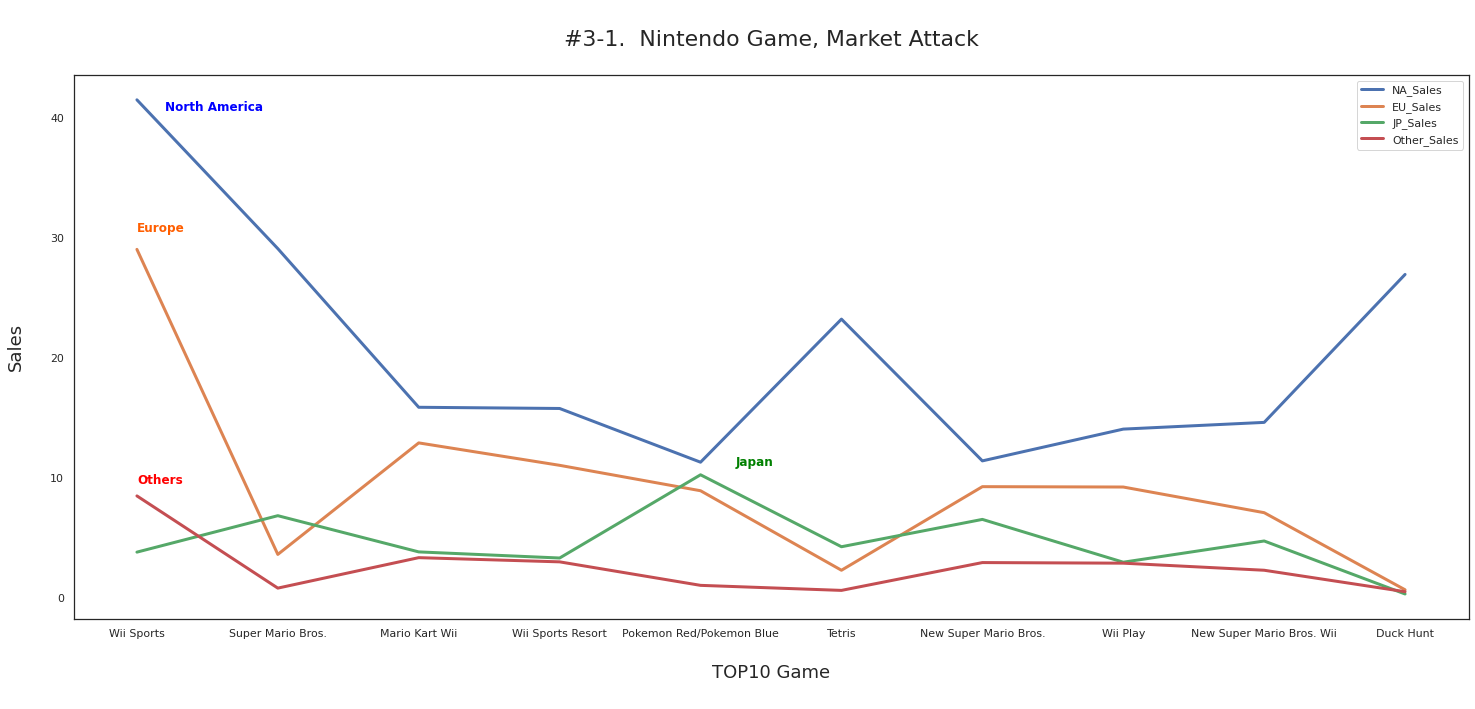 #3-1.  Nintendo Game, Market Attack
North America
Europe
Others
Japan
NA_Sales
EU_Sales
JP_Sales
Other_Sales
Sales
40
30
20
10
0
Wii Sports
Super Mario Bros.
Mario Kart Wii
Wii Sports Resort
Pokemon Red/Pokemon Blue
Tetris
New Super Mario Bros.
Wii Play
New Super Mario Bros. Wii
Duck Hunt
TOP10 Game